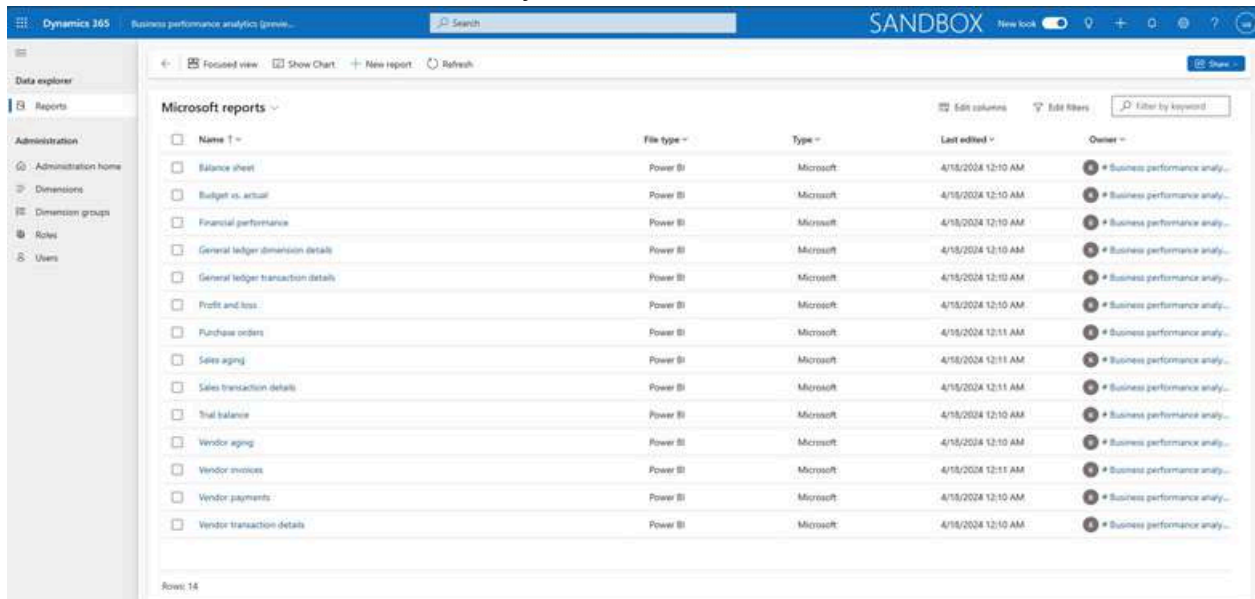 Dynamics 365 Business performance analytics (previe... Search SANDBOX New look
Focused view Show Chart New report Refresh Share
Data explorer
Reports
Administration
Administration home
Dimensions
Dimension groups
Roles
Users
Microsoft reports Edit columns Edit filters Filter by keyword
Name File type Type Last edited Owner
Balance sheet Power BI Microsoft 4/18/2024 12:10 AM # Business performance analy...
Budget vs. actual Power BI Microsoft 4/18/2024 12:10 AM # Business performance analy...
Financial performance Power BI Microsoft 4/18/2024 12:10 AM # Business performance analy...
General ledger dimension details Power BI Microsoft 4/18/2024 12:10 AM # Business performance analy...
General ledger transaction details Power BI Microsoft 4/18/2024 12:10 AM # Business performance analy...
Profit and loss Power BI Microsoft 4/18/2024 12:10 AM # Business performance analy...
Purchase orders Power BI Microsoft 4/18/2024 12:11 AM # Business performance analy...
Sales aging Power BI Microsoft 4/18/2024 12:11 AM # Business performance analy...
Sales transaction details Power BI Microsoft 4/18/2024 12:11 AM # Business performance analy...
Trial balance Power BI Microsoft 4/18/2024 12:10 AM # Business performance analy...
Vendor aging Power BI Microsoft 4/18/2024 12:10 AM # Business performance analy...
Vendor invoices Power BI Microsoft 4/18/2024 12:11 AM # Business performance analy...
Vendor payments Power BI Microsoft 4/18/2024 12:10 AM # Business performance analy...
Vendor transaction details Power BI Microsoft 4/18/2024 12:10 AM # Business performance analy...
Rows: 14